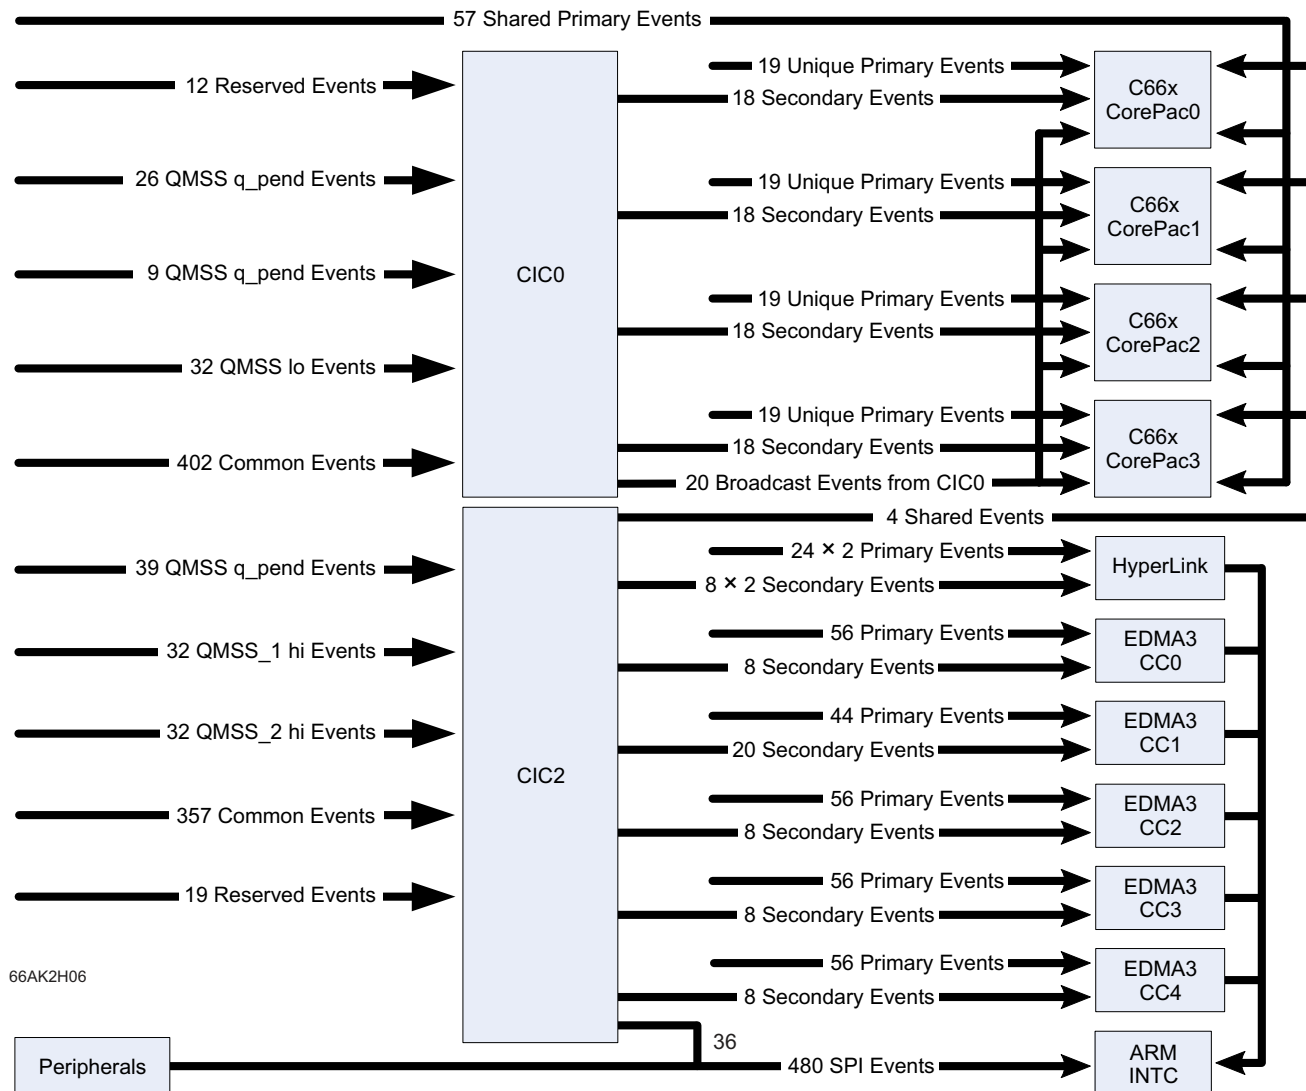 57 Shared Primary Events
12 Reserved Events
26 QMSS q_pend Events
9 QMSS q_pend Events
32 QMSS lo Events
402 Common Events
CIC0
19 Unique Primary Events
18 Secondary Events
C66x
CorePac0
19 Unique Primary Events
18 Secondary Events
C66x
CorePac1
19 Unique Primary Events
18 Secondary Events
C66x
CorePac2
19 Unique Primary Events
18 Secondary Events
C66x
CorePac3
20 Broadcast Events from CIC0
4 Shared Events
39 QMSS q_pend Events
32 QMSS_1 hi Events
32 QMSS_2 hi Events
357 Common Events
19 Reserved Events
CIC2
24 × 2 Primary Events
8 × 2 Secondary Events
HyperLink
56 Primary Events
8 Secondary Events
EDMA3
CC0
44 Primary Events
20 Secondary Events
EDMA3
CC1
56 Primary Events
8 Secondary Events
EDMA3
CC2
56 Primary Events
8 Secondary Events
EDMA3
CC3
56 Primary Events
8 Secondary Events
EDMA3
CC4
66AK2H06
Peripherals
36
480 SPI Events
ARM
INTC